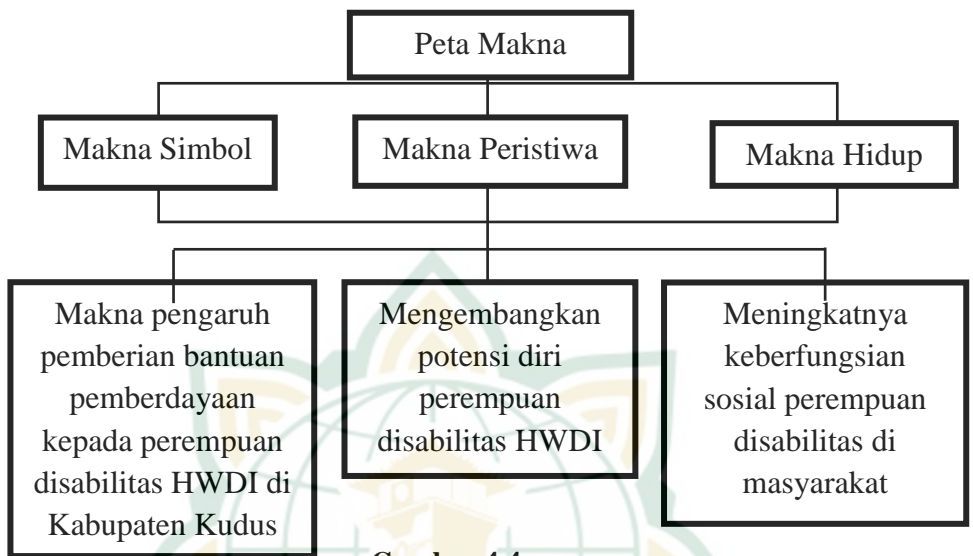 Peta Makna
Makna Simbol
Makna Peristiwa
Makna Hidup
Makna pengaruh
pemberian bantuan
pemberdayaan
kepada perempuan
disabilitas HWDI di
Kabupaten Kudus
Mengembangkan
potensi diri
perempuan
disabilitas HWDI
Meningkatnya
keberfungsian
sosial perempuan
disabilitas di
masyarakat